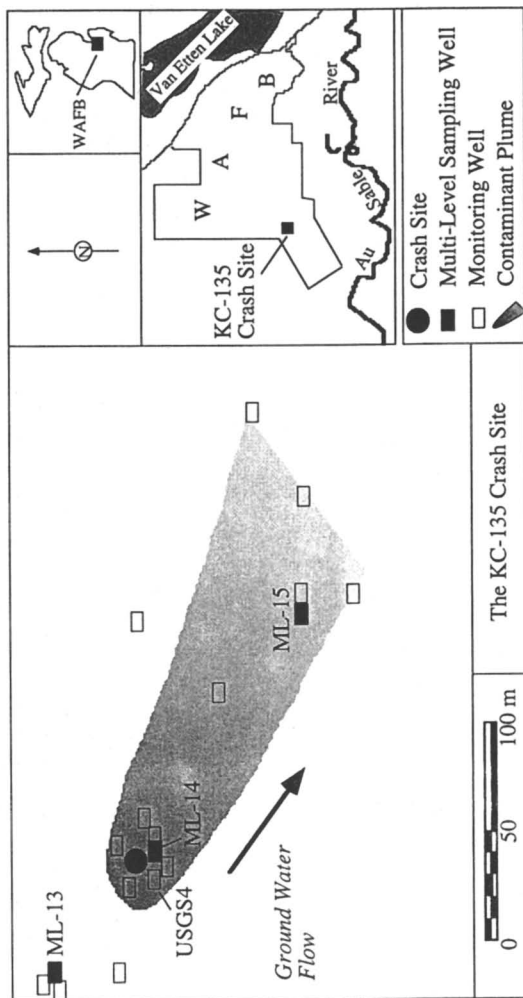 ML-13
USGS4
ML-14
ML-15
Ground Water
Flow
0 50 100 m
The KC-135 Crash Site
N
WAFB
Van Etten Lake
W A F B
KC-135
Crash Site
Au Sable River
Crash Site
Multi-Level Sampling Well
Monitoring Well
Contaminant Plume